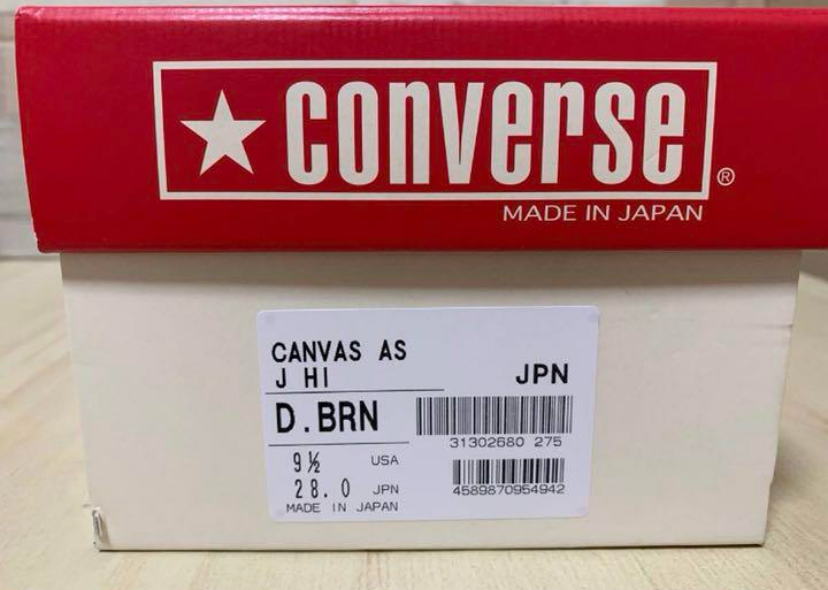 ★ CONVERSE®
MADE IN JAPAN
CANVAS AS
J HI
JPN
D.BRN
31302680 275
9½ USA
28.0 JPN
4589870954942
MADE IN JAPAN